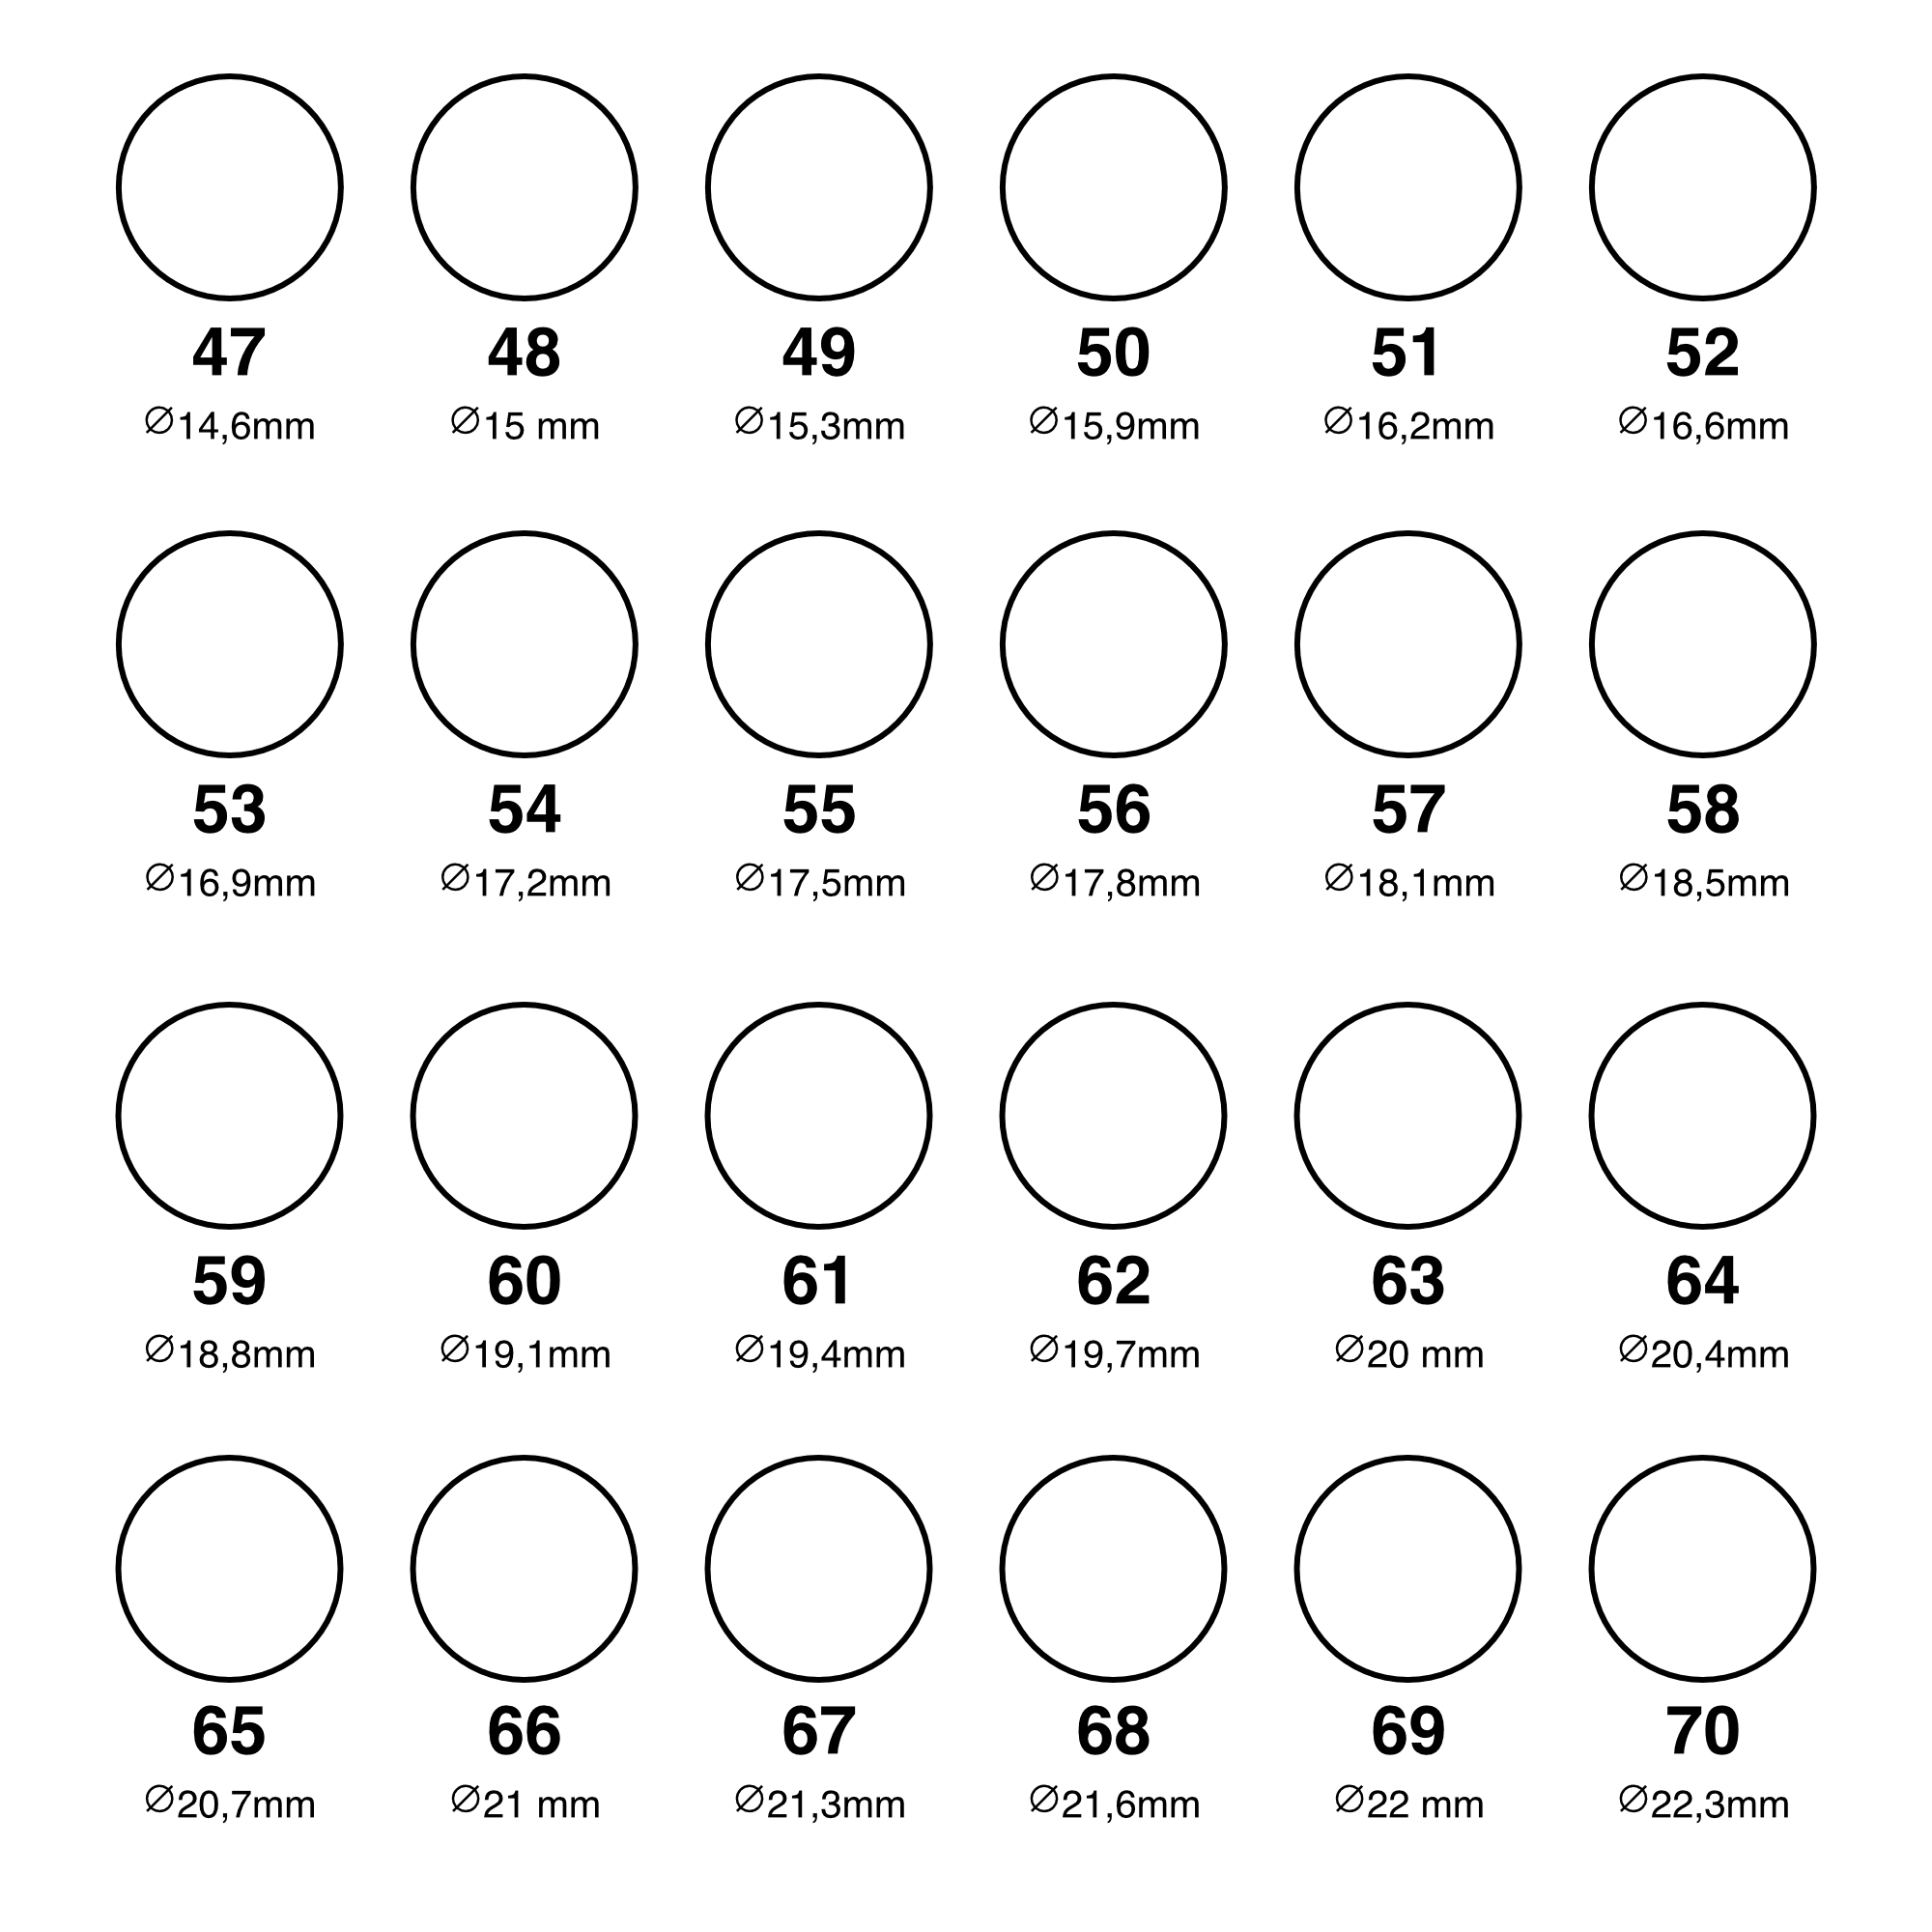 47 48 49 50 51 52
∅14,6mm ∅15 mm ∅15,3mm ∅15,9mm ∅16,2mm ∅16,6mm
53 54 55 56 57 58
∅16,9mm ∅17,2mm ∅17,5mm ∅17,8mm ∅18,1mm ∅18,5mm
59 60 61 62 63 64
∅18,8mm ∅19,1mm ∅19,4mm ∅19,7mm ∅20 mm ∅20,4mm
65 66 67 68 69 70
∅20,7mm ∅21 mm ∅21,3mm ∅21,6mm ∅22 mm ∅22,3mm